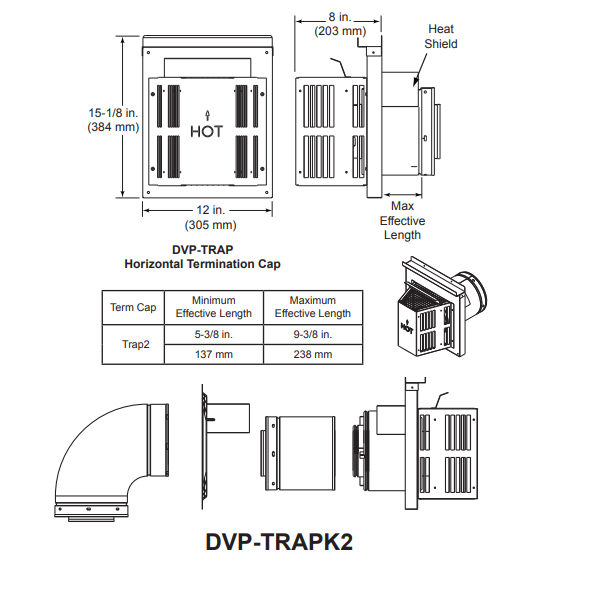 8 in.
(203 mm)
Heat
Shield
15-1/8 in.
(384 mm)
HOT
12 in.
(305 mm)
Max
Effective
Length
DVP-TRAP
Horizontal Termination Cap
Term Cap
Minimum
Effective Length
Maximum
Effective Length
Trap2
5-3/8 in.
9-3/8 in.
137 mm
238 mm
HOT
DVP-TRAPK2